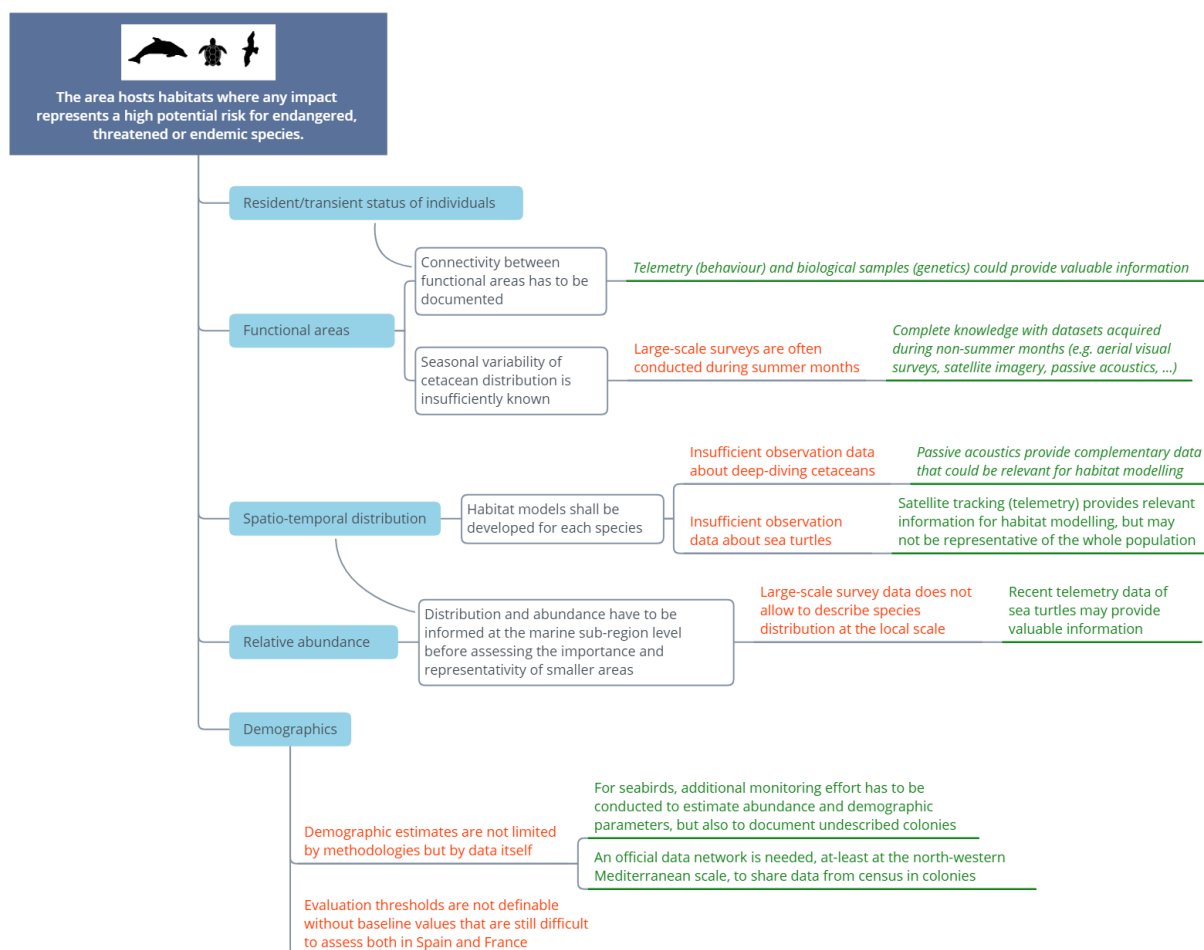 The area hosts habitats where any impact
represents a high potential risk for endangered,
threatened or endemic species.
Resident/transient status of individuals
Connectivity between
functional areas has to be
documented
Telemetry (behaviour) and biological samples (genetics) could provide valuable information
Functional areas
Seasonal variability of
cetacean distribution is
insufficiently known
Large-scale surveys are often
conducted during summer months
Complete knowledge with datasets acquired
during non-summer months (e.g. aerial visual
surveys, satellite imagery, passive acoustics, ...)
Spatio-temporal distribution
Habitat models shall be
developed for each species
Insufficient observation data
about deep-diving cetaceans
Passive acoustics provide complementary data
that could be relevant for habitat modelling
Insufficient observation
data about sea turtles
Satellite tracking (telemetry) provides relevant
information for habitat modelling, but may
not be representative of the whole population
Relative abundance
Distribution and abundance have to be
informed at the marine sub-region level
before assessing the importance and
representativity of smaller areas
Large-scale survey data does not
allow to describe species
distribution at the local scale
Recent telemetry data of
sea turtles may provide
valuable information
Demographics
Demographic estimates are not limited
by methodologies but by data itself
For seabirds, additional monitoring effort has to be
conducted to estimate abundance and demographic
parameters, but also to document undescribed colonies
An official data network is needed, at-least at the north-western
Mediterranean scale, to share data from census in colonies
Evaluation thresholds are not definable
without baseline values that are still difficult
to assess both in Spain and France